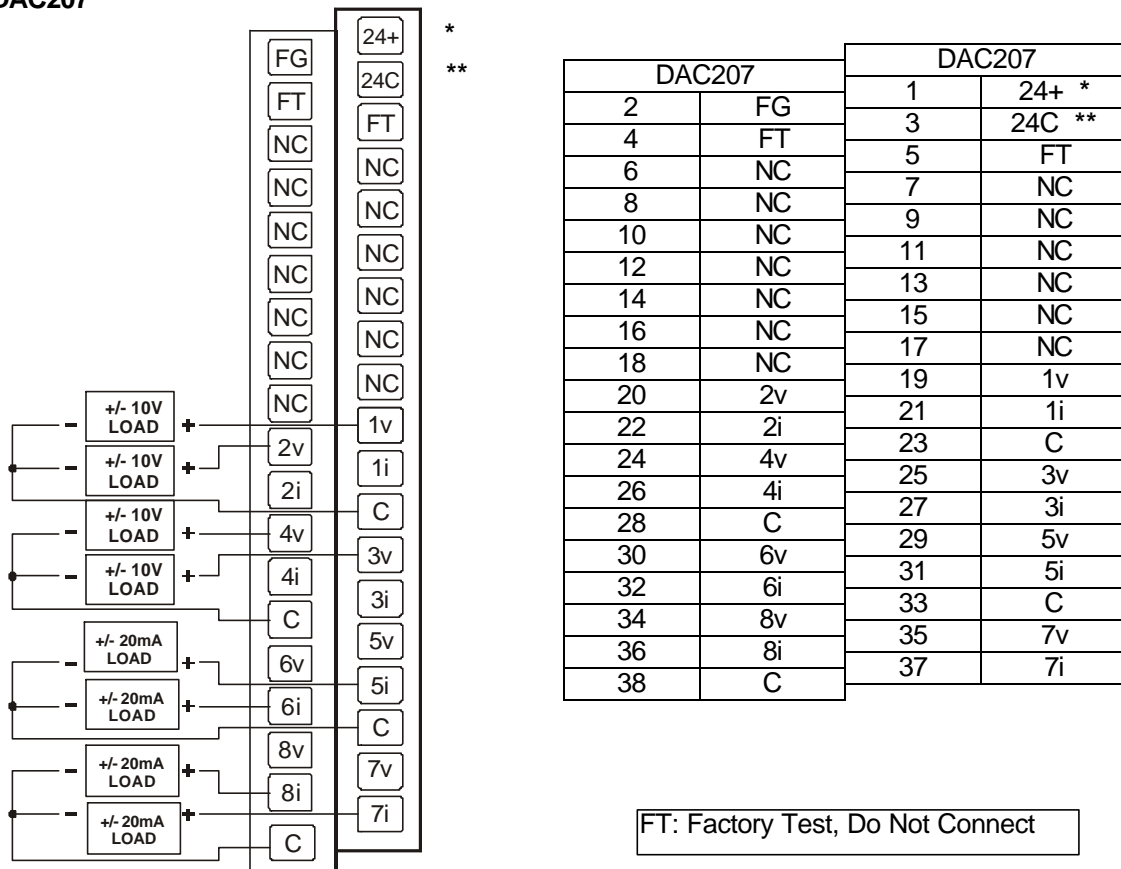 DAC207
24+ *
24C **
FT
NC
NC
NC
NC
NC
NC
1v
1i
C
3v
3i
5v
5i
C
7v
7i
FG
FT
NC
NC
NC
NC
NC
NC
NC
2v
2i
4v
4i
C
6v
6i
8v
8i
C
- +/- 10V +
LOAD
- +/- 10V +
LOAD
- +/- 10V +
LOAD
- +/- 10V +
LOAD
- +/- 20mA +
LOAD
- +/- 20mA +
LOAD
- +/- 20mA +
LOAD
- +/- 20mA +
LOAD
DAC207
2 FG
4 FT
6 NC
8 NC
10 NC
12 NC
14 NC
16 NC
18 NC
20 2v
22 2i
24 4v
26 4i
28 C
30 6v
32 6i
34 8v
36 8i
38 C
DAC207
1 24+ *
3 24C **
5 FT
7 NC
9 NC
11 NC
13 NC
15 NC
17 NC
19 1v
21 1i
23 C
25 3v
27 3i
29 5v
31 5i
33 C
35 7v
37 7i
FT: Factory Test, Do Not Connect